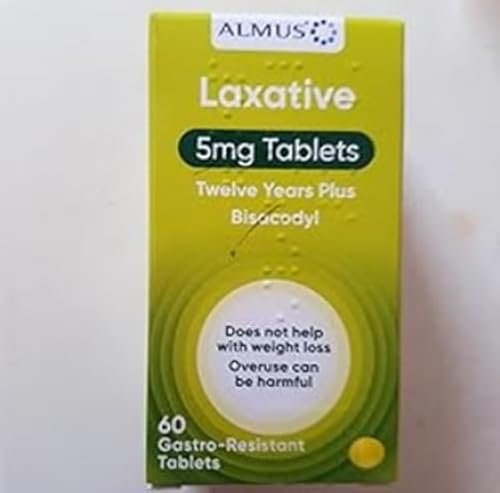 ALMUS
Laxative
5mg Tablets
Twelve Years Plus
Bisacodyl
Does not help
with weight loss
Overuse can
be harmful
60
Gastro-Resistant
Tablets